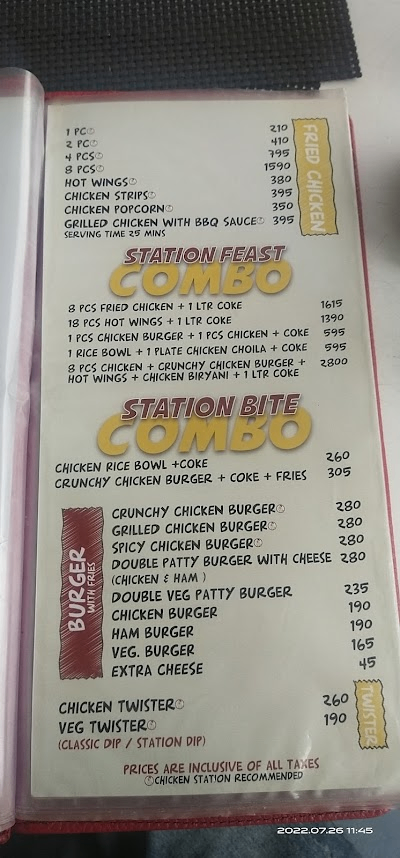 1 PC 210
2 PC 410
4 PCS 795
8 PCS 1590
HOT WINGS 380
CHICKEN STRIPS 395
CHICKEN POPCORN 350
GRILLED CHICKEN WITH BBQ SAUCE 395
SERVING TIME 25 MINS
FRIED CHICKEN
STATION FEAST
COMBO
8 PCS FRIED CHICKEN + 1 LTR COKE 1615
18 PCS HOT WINGS + 1 LTR COKE 1390
1 PCS CHICKEN BURGER + 1 PCS CHICKEN + COKE 595
1 RICE BOWL + 1 PLATE CHICKEN CHOILA + COKE 595
8 PCS CHICKEN + CRUNCHY CHICKEN BURGER + 2800
HOT WINGS + CHICKEN BIRYANI + 1 LTR COKE
STATION BITE
COMBO
CHICKEN RICE BOWL +COKE 260
CRUNCHY CHICKEN BURGER + COKE + FRIES 305
BURGER
WITH FRIES
CRUNCHY CHICKEN BURGER 280
GRILLED CHICKEN BURGER 280
SPICY CHICKEN BURGER 280
DOUBLE PATTY BURGER WITH CHEESE 280
(CHICKEN & HAM )
DOUBLE VEG PATTY BURGER 235
CHICKEN BURGER 190
HAM BURGER 190
VEG. BURGER 165
EXTRA CHEESE 45
CHICKEN TWISTER 260
VEG TWISTER 190
(CLASSIC DIP / STATION DIP)
TWISTER
PRICES ARE INCLUSIVE OF ALL TAXES
CHICKEN STATION RECOMMENDED
2022.07.26 11:45